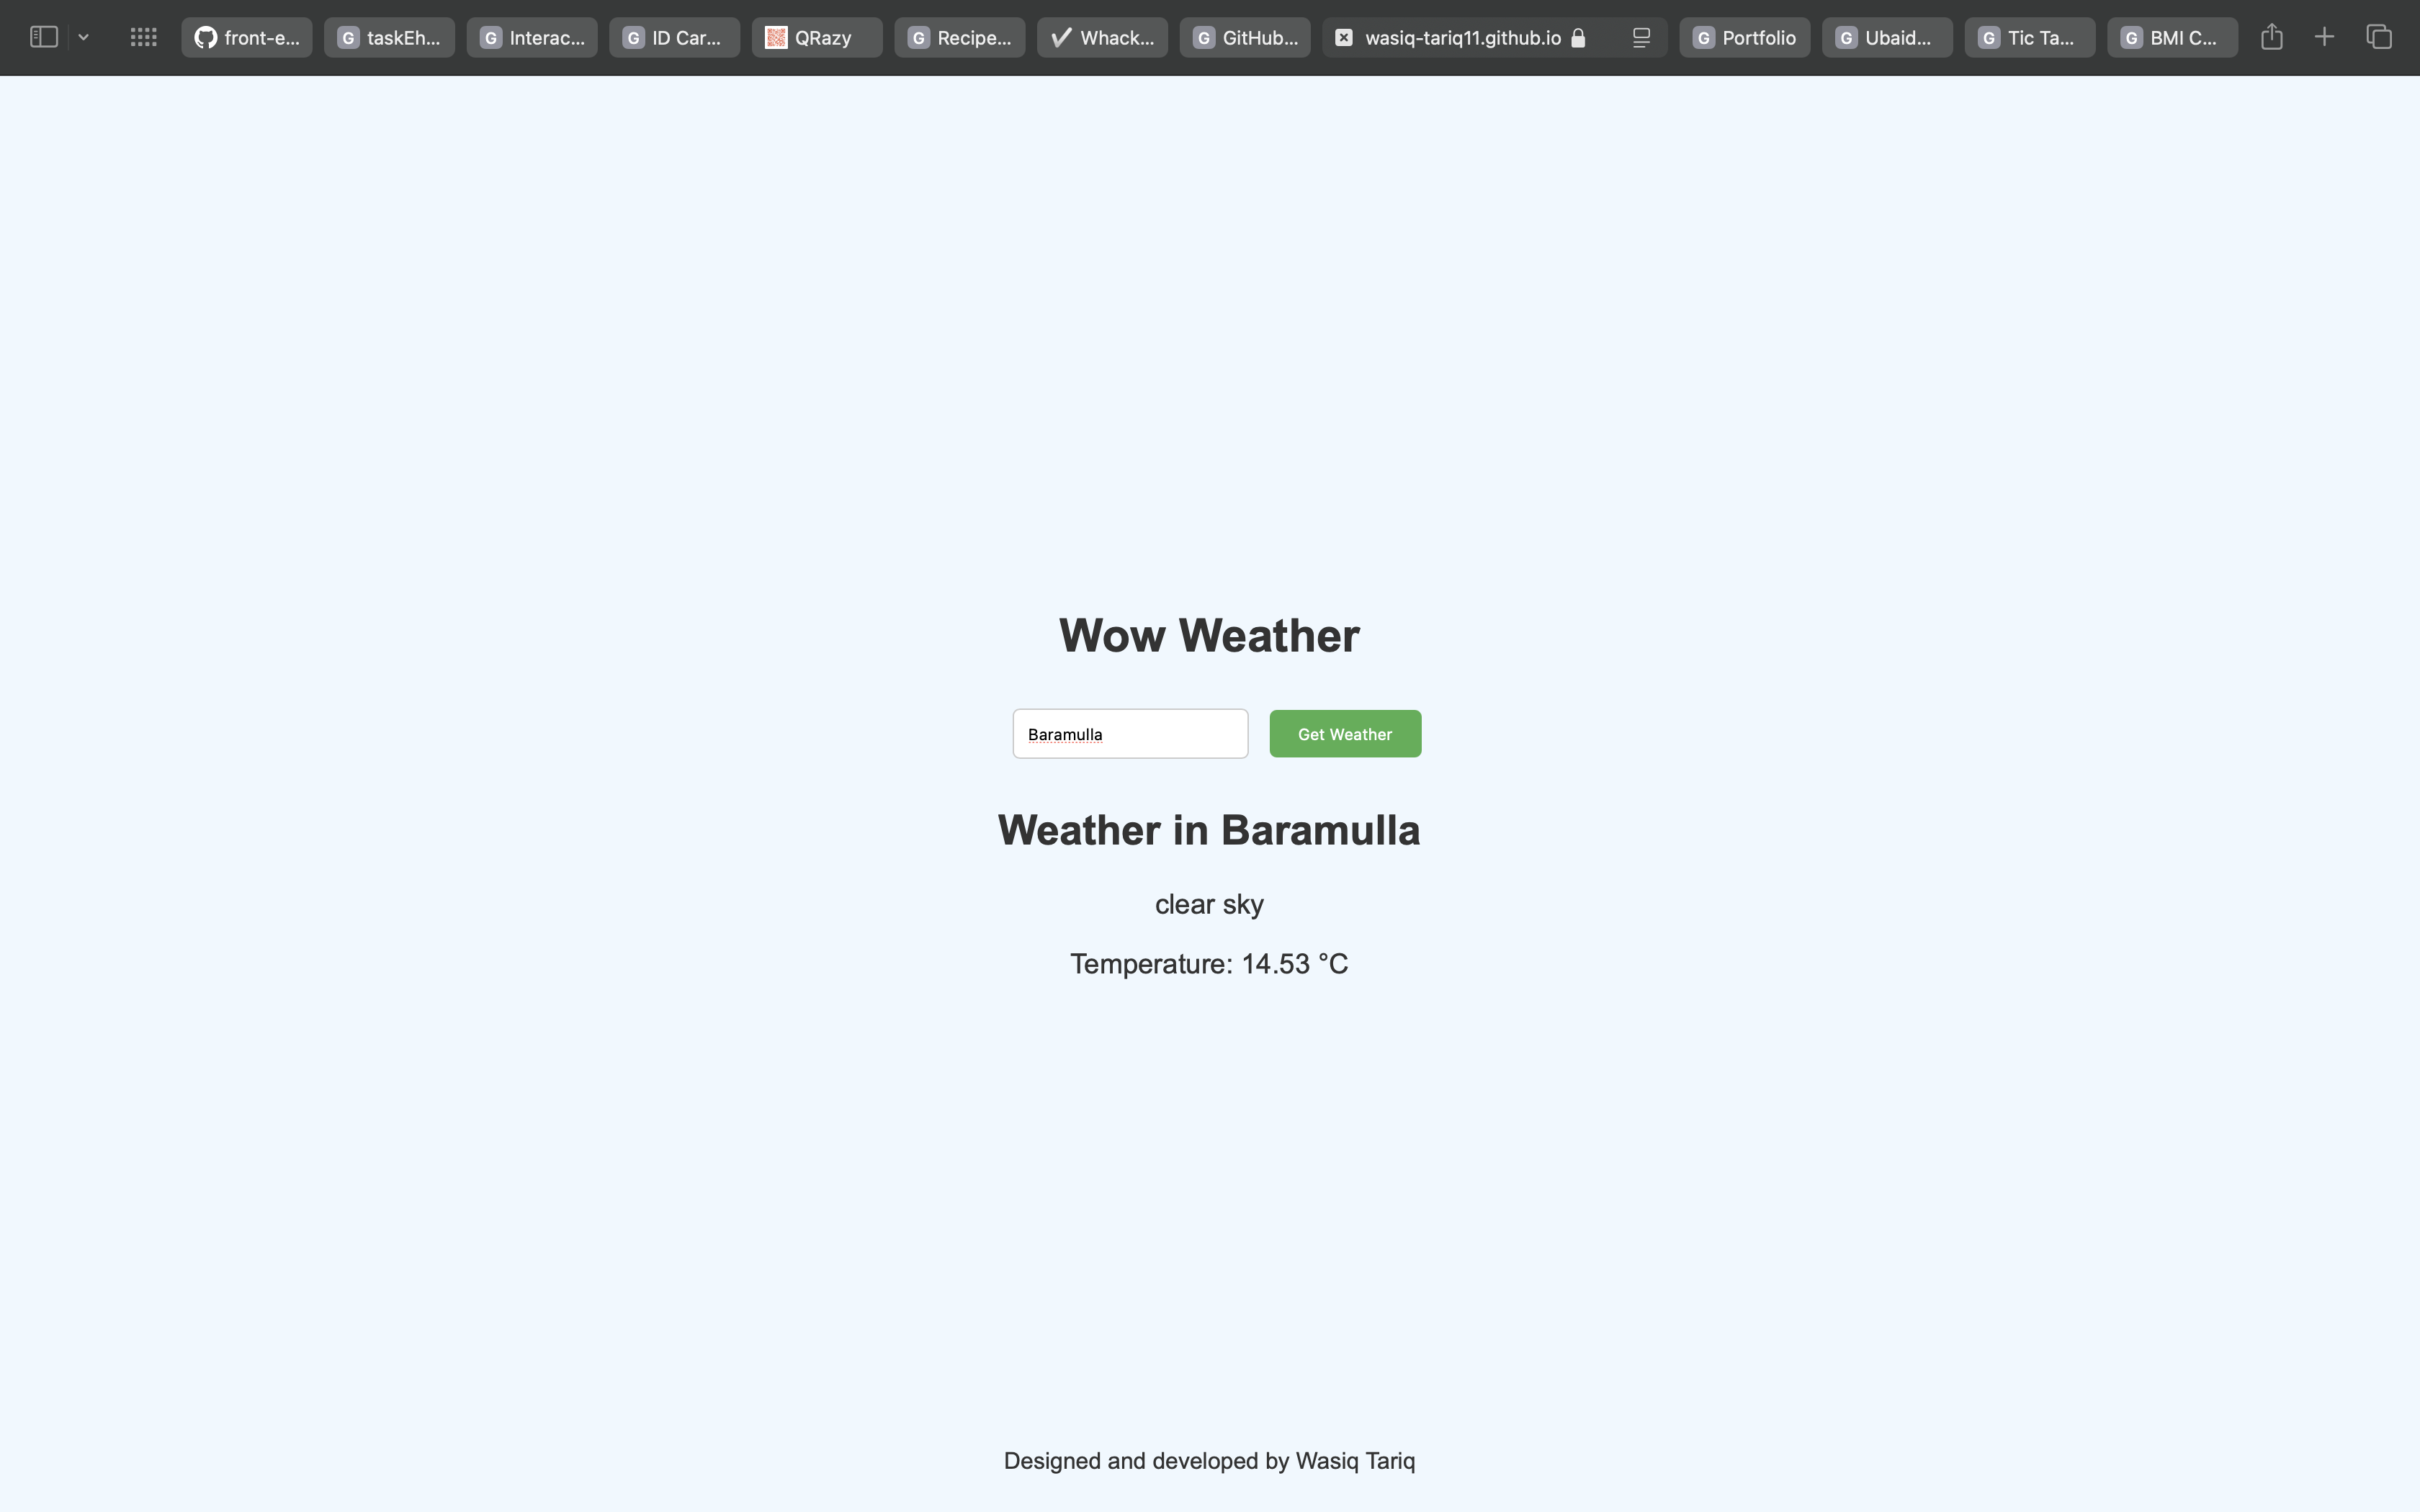 front-e... taskEh... Interac... ID Car... QRazy Recipe... Whack... GitHub... wasiq-tariq11.github.io Portfolio Ubaid... Tic Ta... BMI C...
Wow Weather
Baramulla Get Weather
Weather in Baramulla
clear sky
Temperature: 14.53 °C
Designed and developed by Wasiq Tariq